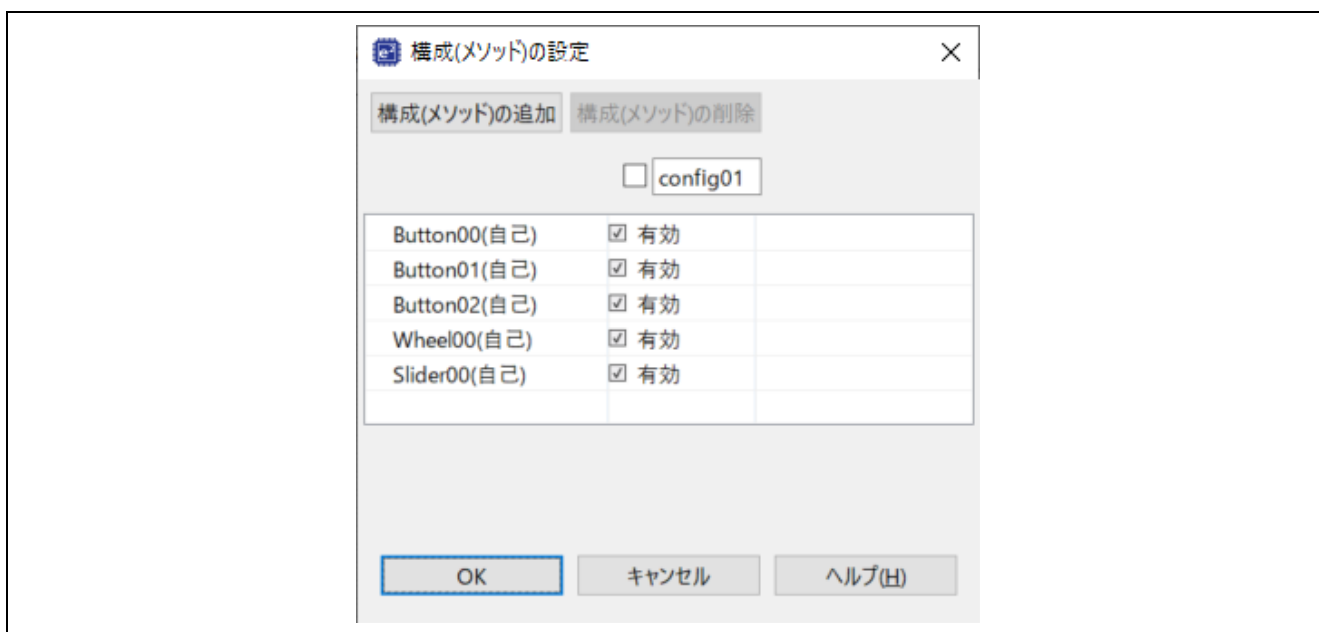 構成(メソッド)の設定
構成(メソッド)の追加 構成(メソッド)の削除
config01
Button00(自己) 有効
Button01(自己) 有効
Button02(自己) 有効
Wheel00(自己) 有効
Slider00(自己) 有効
OK キャンセル ヘルプ(H)